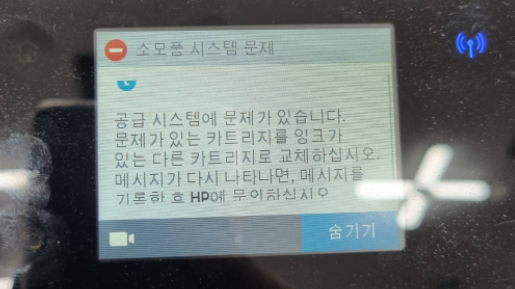 소모품 시스템 문제
공급 시스템에 문제가 있습니다.
문제가 있는 카트리지를 잉크가
있는 다른 카트리지로 교체하십시오.
메시지가 다시 나타나면, 메시지를
기록한 후 HP에 문의하십시오
숨기기